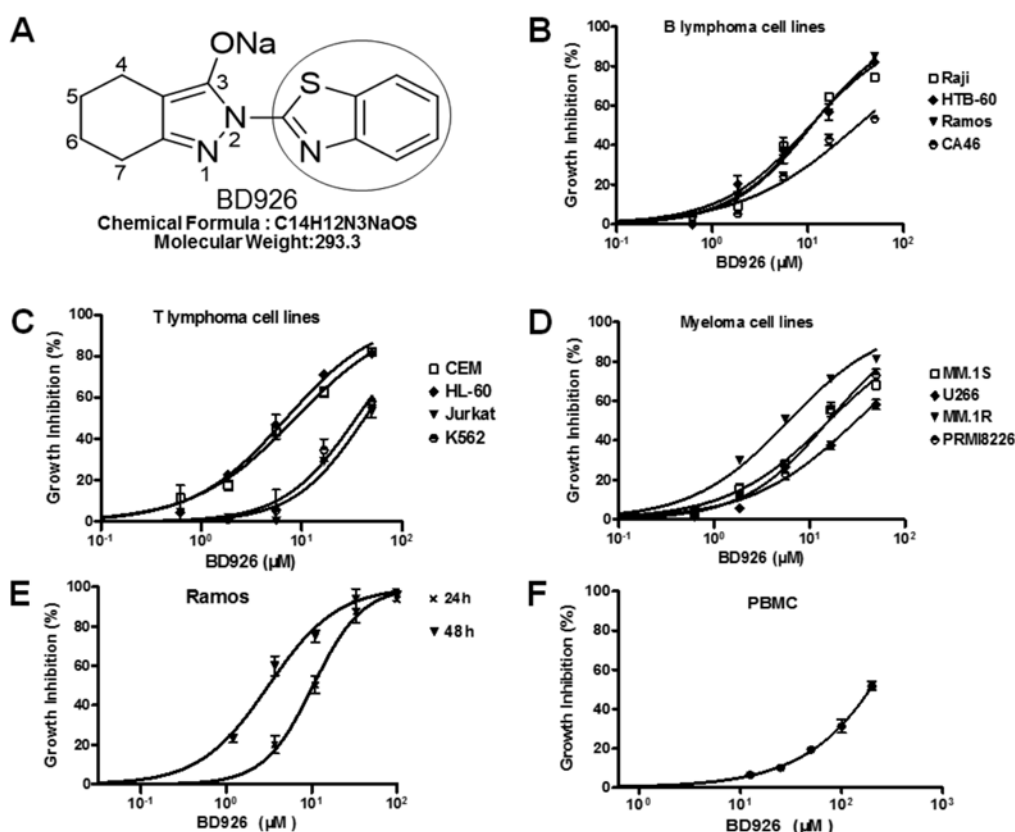 A
ONa
4
3
5
S
N
2
6
N
N
7
1
BD926
Chemical Formula : C14H12N3NaOS
Molecular Weight:293.3
B
B lymphoma cell lines
Growth Inhibition (%)
100
80
60
40
20
0
10-1
100
101
102
BD926 (µM)
Raji
HTB-60
Ramos
CA46
C
T lymphoma cell lines
Growth Inhibition (%)
100
80
60
40
20
0
10-1
100
101
102
BD926 (µM)
CEM
HL-60
Jurkat
K562
D
Myeloma cell lines
Growth Inhibition (%)
100
80
60
40
20
0
10-1
100
101
102
BD926 (µM)
MM.1S
U266
MM.1R
PRMI8226
E
Ramos
Growth Inhibition (%)
100
80
60
40
20
0
10-1
100
101
102
BD926 (µM)
24h
48h
F
PBMC
Growth Inhibition (%)
100
80
60
40
20
0
100
101
102
103
BD926 (µM)